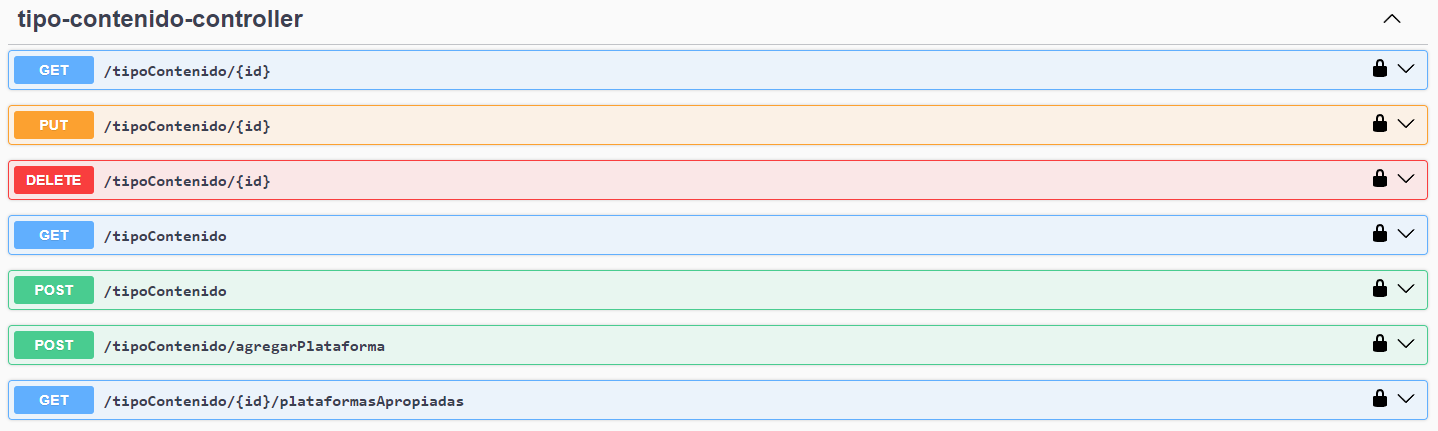 tipo-contenido-controller
GET /tipoContenido/{id}
PUT /tipoContenido/{id}
DELETE /tipoContenido/{id}
GET /tipoContenido
POST /tipoContenido
POST /tipoContenido/agregarPlataforma
GET /tipoContenido/{id}/plataformasApropiadas